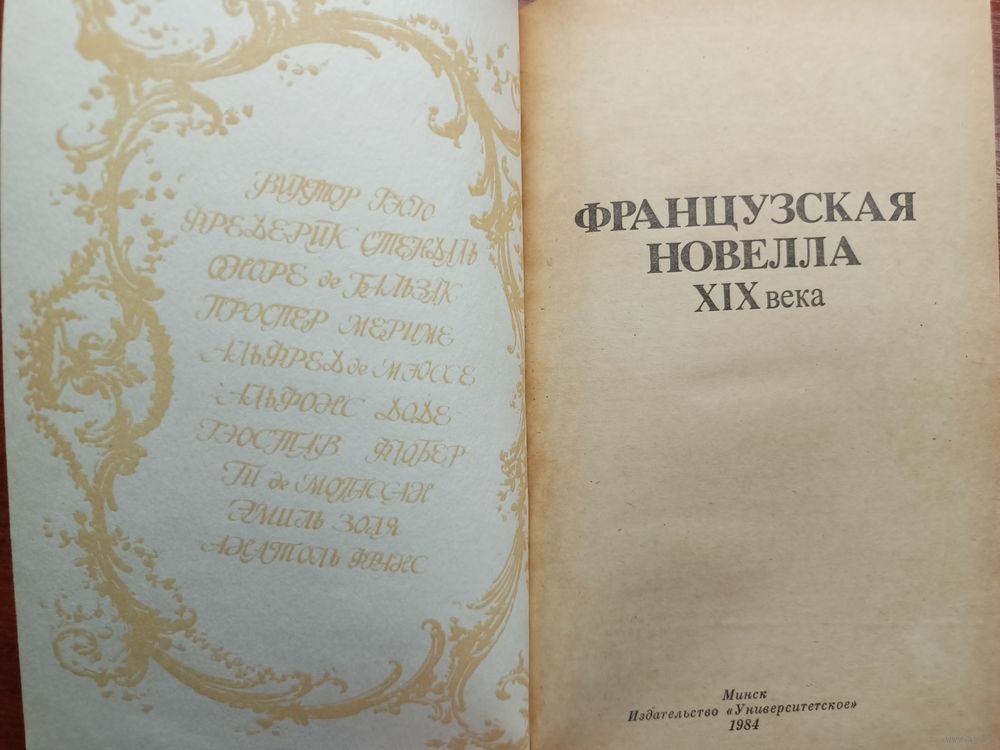 ВИКТОР ГЮГО
ФРЕДЕРИК СТЕНДАЛЬ
ОНОРЕ де БАЛЬЗАК
ПРОСПЕР МЕРИМЕ
АЛЬФРЕД де МЮССЕ
АЛЬФОНС ДОДЕ
ГЮСТАВ ФЛОБЕР
ГИ де МОПАССАН
ЭМИЛЬ ЗОЛЯ
АНАТОЛЬ ФРАНС
ФРАНЦУЗСКАЯ
НОВЕЛЛА
XIX века
Минск
Издательство «Университетское»
1984